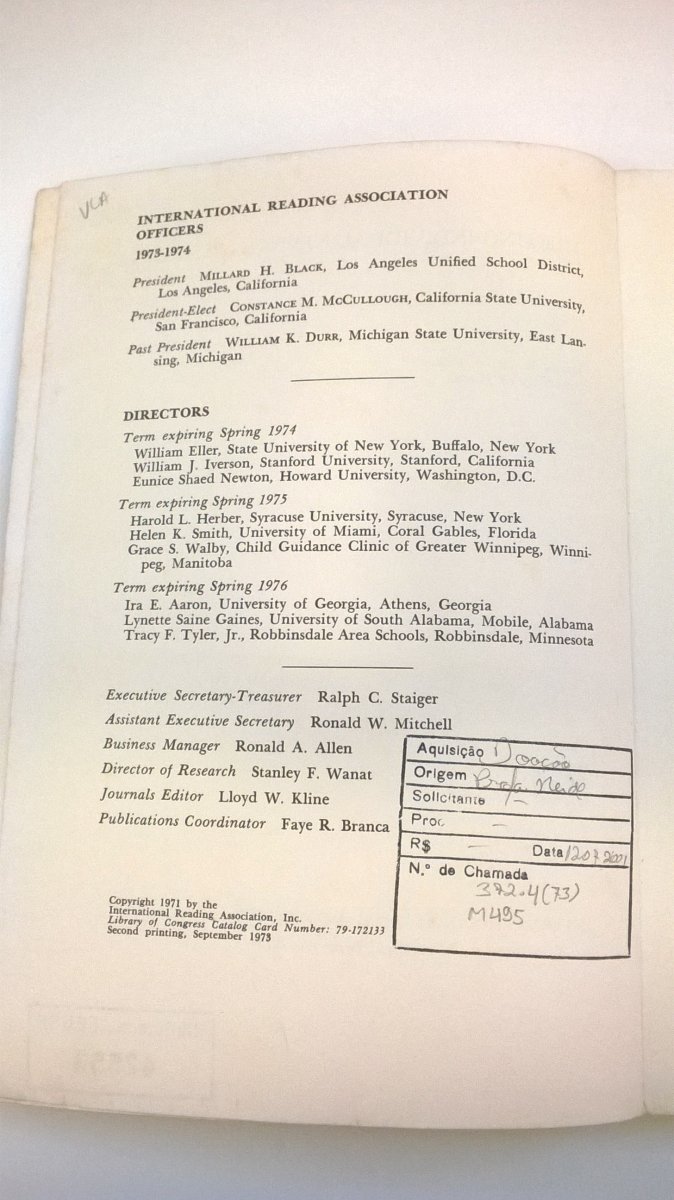 VCA
INTERNATIONAL READING ASSOCIATION
OFFICERS
1973-1974
President MILLARD H. BLACK, Los Angeles Unified School District,
Los Angeles, California
President-Elect CONSTANCE M. MCCULLOUGH, California State University,
San Francisco, California
Past President WILLIAM K. DURR, Michigan State University, East Lan-
sing, Michigan
DIRECTORS
Term expiring Spring 1974
William Eller, State University of New York, Buffalo, New York
William J. Iverson, Stanford University, Stanford, California
Eunice Shaed Newton, Howard University, Washington, D.C.
Term expiring Spring 1975
Harold L. Herber, Syracuse University, Syracuse, New York
Helen K. Smith, University of Miami, Coral Gables, Florida
Grace S. Walby, Child Guidance Clinic of Greater Winnipeg, Winni-
peg, Manitoba
Term expiring Spring 1976
Ira E. Aaron, University of Georgia, Athens, Georgia
Lynette Saine Gaines, University of South Alabama, Mobile, Alabama
Tracy F. Tyler, Jr., Robbinsdale Area Schools, Robbinsdale, Minnesota
Executive Secretary-Treasurer Ralph C. Staiger
Assistant Executive Secretary Ronald W. Mitchell
Business Manager Ronald A. Allen
Director of Research Stanley F. Wanat
Journals Editor Lloyd W. Kline
Publications Coordinator Faye R. Branca
Copyright 1971 by the
International Reading Association, Inc.
Library of Congress Catalog Card Number: 79-172133
Second printing, September 1973
Aquisição Doação
Origem Profa Neide
Solicitante
Proc.
R$ — Data
N.º de Chamada
372.4(73)
M495